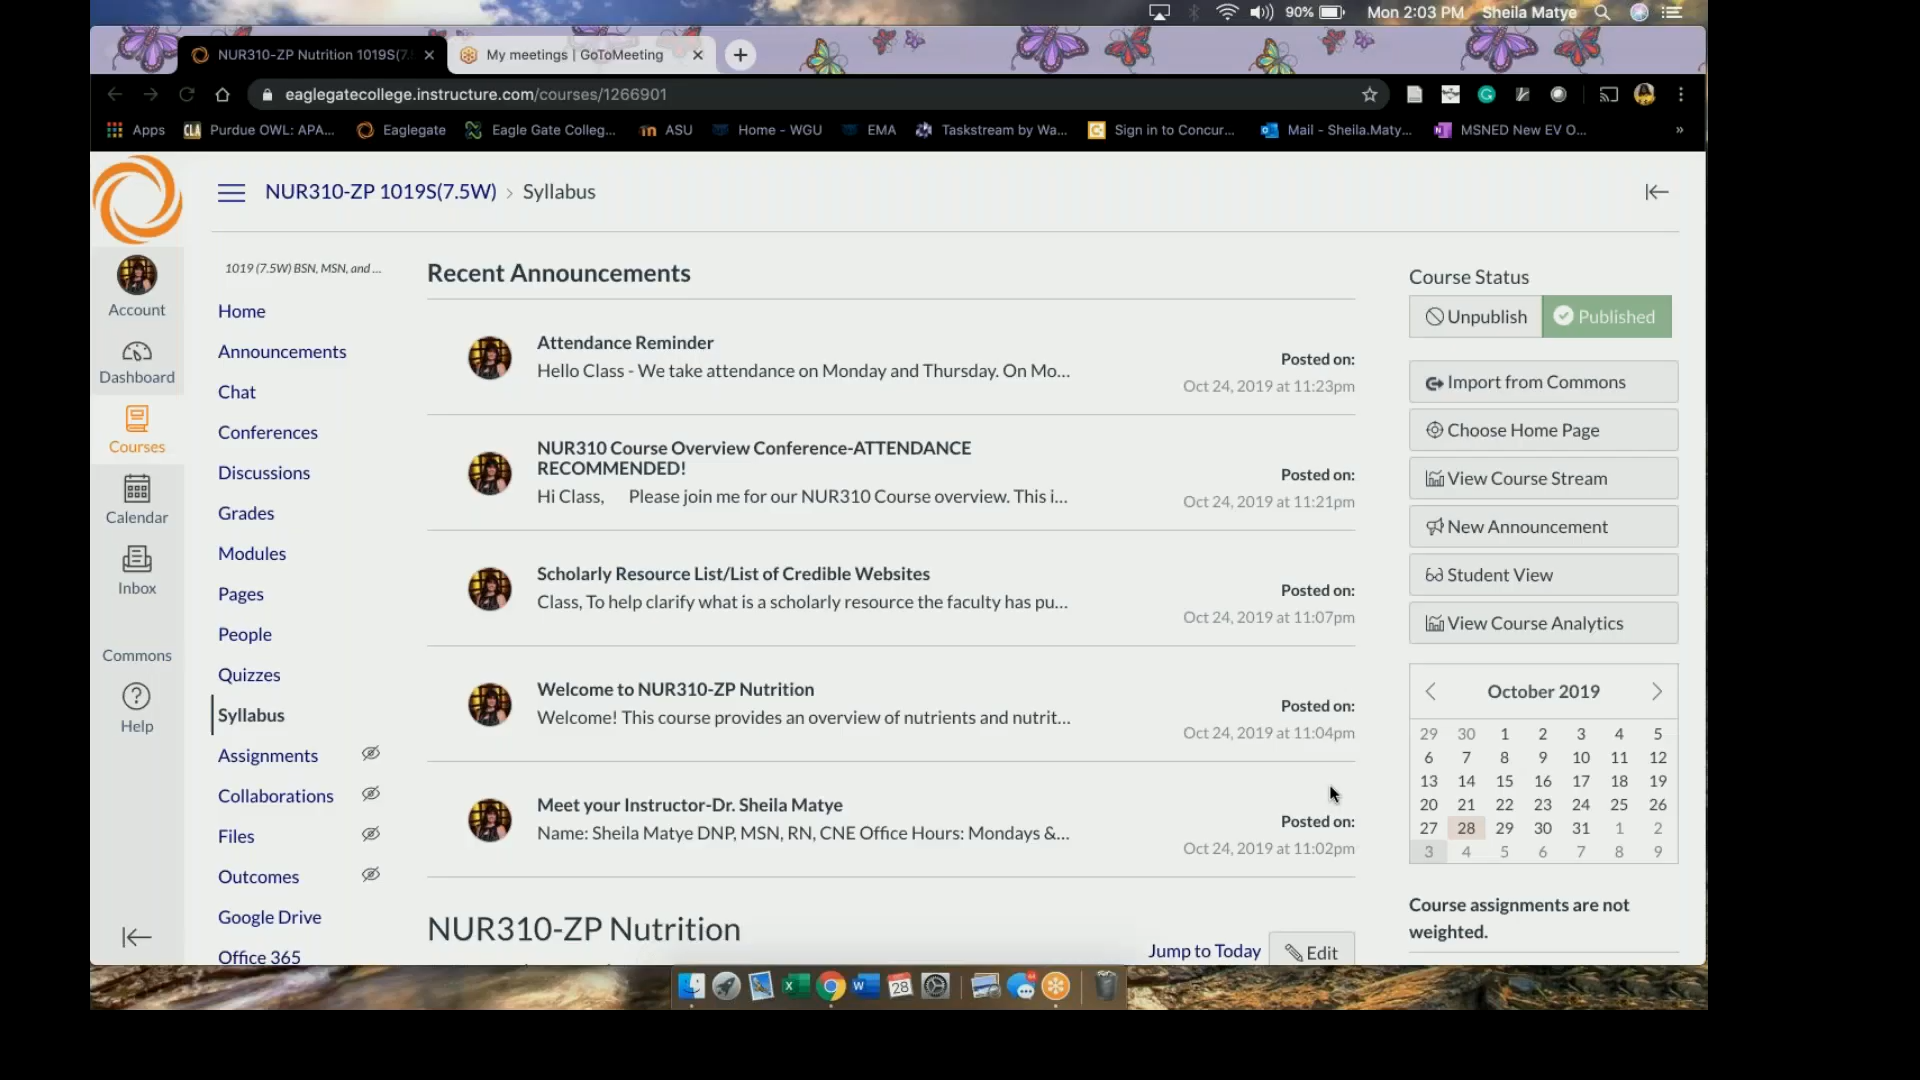 90%
Mon 2:03 PM
Sheila Matye
NUR310-ZP Nutrition 1019S(7.
My meetings | GoToMeeting
eaglegatecollege.instructure.com/courses/1266901
Apps
CLA Purdue OWL: APA...
Eaglegate
Eagle Gate Colleg...
ASU
Home - WGU
EMA
Taskstream by Wa...
Sign in to Concur...
Mail - Sheila.Maty...
MSNED New EV O...
»
NUR310-ZP 1019S(7.5W) › Syllabus
Account
Dashboard
Courses
Calendar
Inbox
Commons
Help
1019 (7.5W) BSN, MSN, and ...
Home
Announcements
Chat
Conferences
Discussions
Grades
Modules
Pages
People
Quizzes
Syllabus
Assignments
Collaborations
Files
Outcomes
Google Drive
Office 365
Recent Announcements
Attendance Reminder
Hello Class - We take attendance on Monday and Thursday. On Mo...
Posted on:
Oct 24, 2019 at 11:23pm
NUR310 Course Overview Conference-ATTENDANCE
RECOMMENDED!
Hi Class, Please join me for our NUR310 Course overview. This i...
Posted on:
Oct 24, 2019 at 11:21pm
Scholarly Resource List/List of Credible Websites
Class, To help clarify what is a scholarly resource the faculty has pu...
Posted on:
Oct 24, 2019 at 11:07pm
Welcome to NUR310-ZP Nutrition
Welcome! This course provides an overview of nutrients and nutrit...
Posted on:
Oct 24, 2019 at 11:04pm
Meet your Instructor-Dr. Sheila Matye
Name: Sheila Matye DNP, MSN, RN, CNE Office Hours: Mondays &...
Posted on:
Oct 24, 2019 at 11:02pm
NUR310-ZP Nutrition
Jump to Today
Edit
Course Status
Unpublish
Published
Import from Commons
Choose Home Page
View Course Stream
New Announcement
Student View
View Course Analytics
October 2019
29 30 1 2 3 4 5
6 7 8 9 10 11 12
13 14 15 16 17 18 19
20 21 22 23 24 25 26
27 28 29 30 31 1 2
3 4 5 6 7 8 9
Course assignments are not
weighted.
28